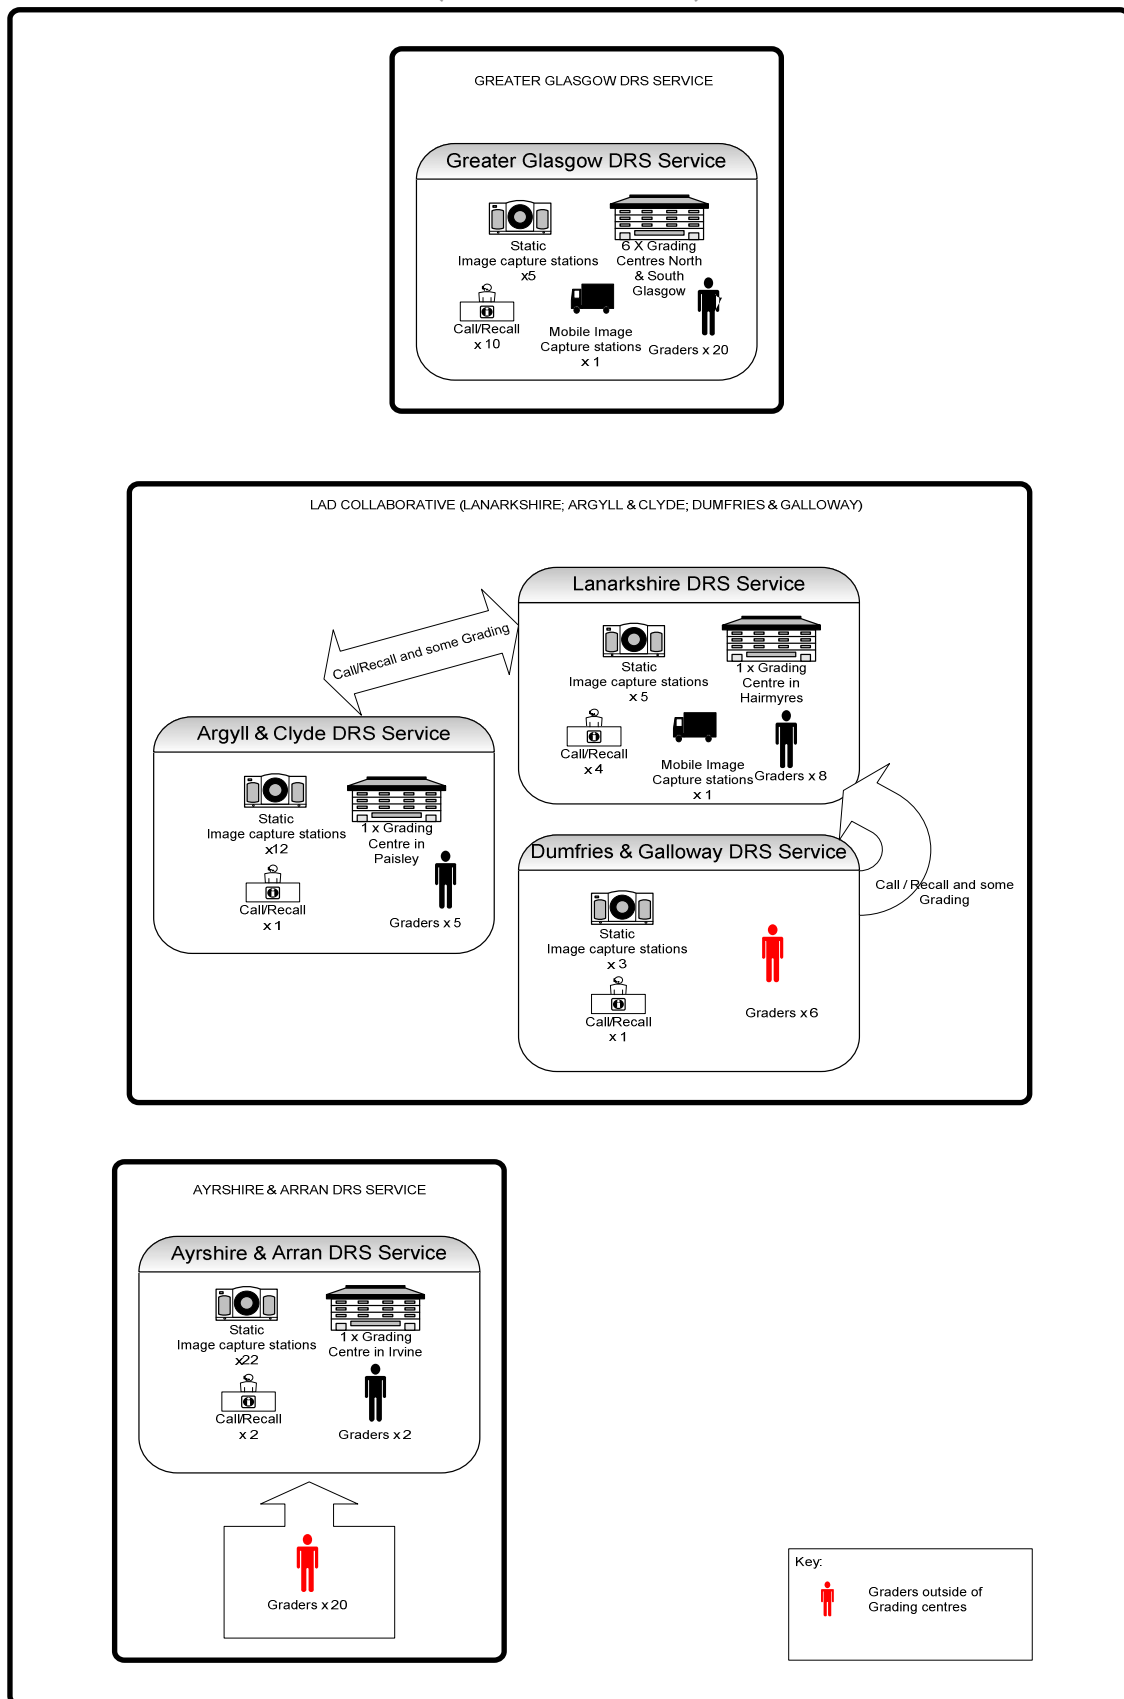 GREATER GLASGOW DRS SERVICE
Greater Glasgow DRS Service
Static
Image capture stations
x5
6 X Grading
Centres North
& South
Glasgow
Call/Recall
x 10
Mobile Image
Capture stations
x 1
Graders x 20
LAD COLLABORATIVE (LANARKSHIRE; ARGYLL & CLYDE; DUMFRIES & GALLOWAY)
Lanarkshire DRS Service
Static
Image capture stations
x 5
1 x Grading
Centre in
Hairmyres
Call/Recall
x 4
Mobile Image
Capture stations
x 1
Graders x 8
Call/Recall and some Grading
Argyll & Clyde DRS Service
Static
Image capture stations
x12
1 x Grading
Centre in
Paisley
Call/Recall
x 1
Graders x 5
Dumfries & Galloway DRS Service
Static
Image capture stations
x 3
Call/Recall
x 1
Graders x 6
Call / Recall and some
Grading
AYRSHIRE & ARRAN DRS SERVICE
Ayrshire & Arran DRS Service
Static
Image capture stations
x22
1 x Grading
Centre in Irvine
Call/Recall
x 2
Graders x 2
Graders x 20
Key:
Graders outside of
Grading centres